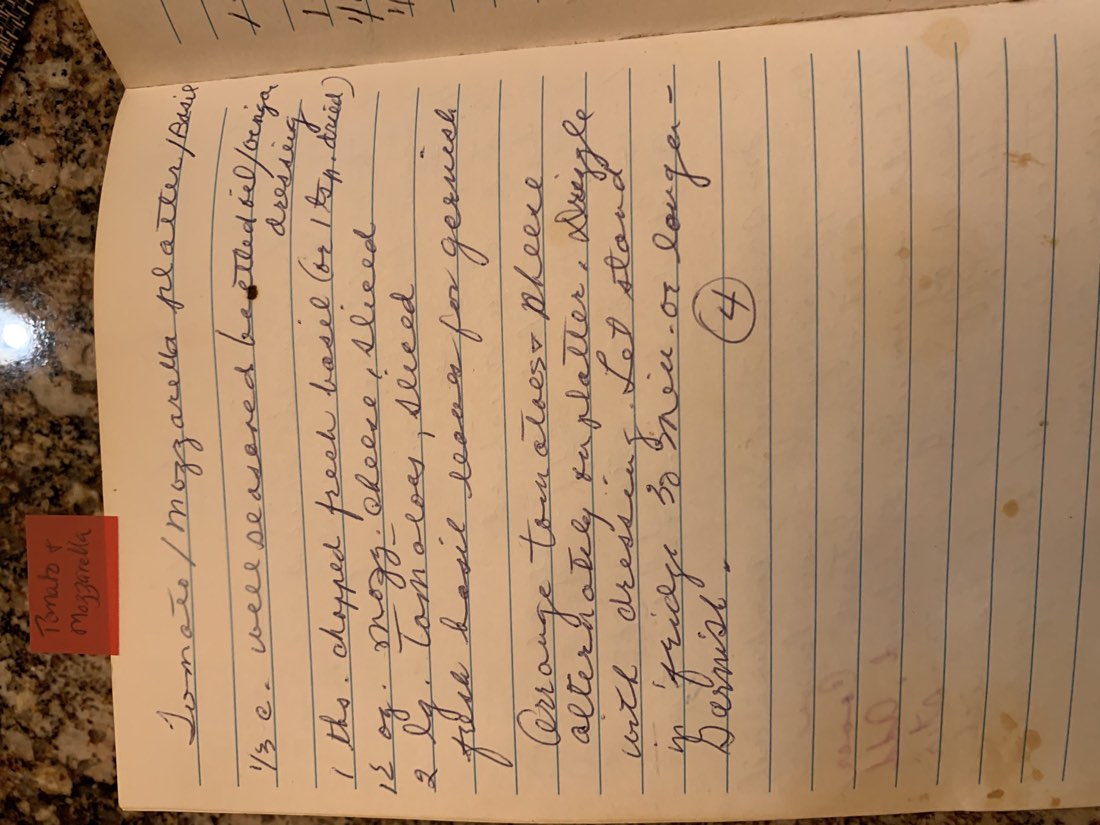 Tomato +
Mozzarella
Tomato/Mozzarella platter/Basil
1/3 c. well seasoned bottled oil/vinegar
dressing
1 tbs. chopped fresh basil (or 1 tsp. dried)
12 oz. mozz. cheese, sliced
2 lg. Tomatoes, sliced
fresh basil leaves for garnish
Arrange tomatoes + cheese
alternately on platter. Drizzle
with dressing. Let stand
in 'fridge 30 min. or longer -
Garnish.
4
Cover
Add